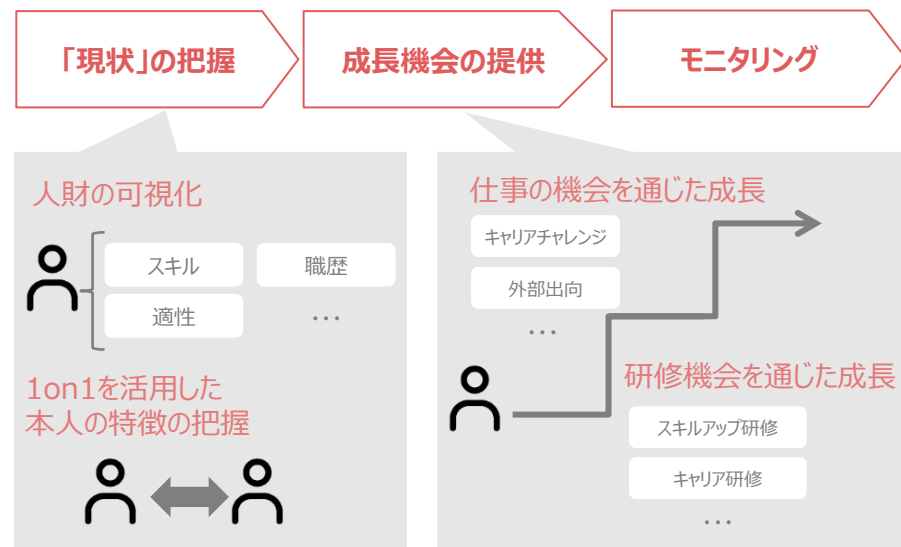 「現状」の把握
成長機会の提供
モニタリング
人財の可視化
スキル
職歴
適性
...
1on1を活用した
本人の特徴の把握
仕事の機会を通じた成長
キャリアチャレンジ
外部出向
...
研修機会を通じた成長
スキルアップ研修
キャリア研修
...